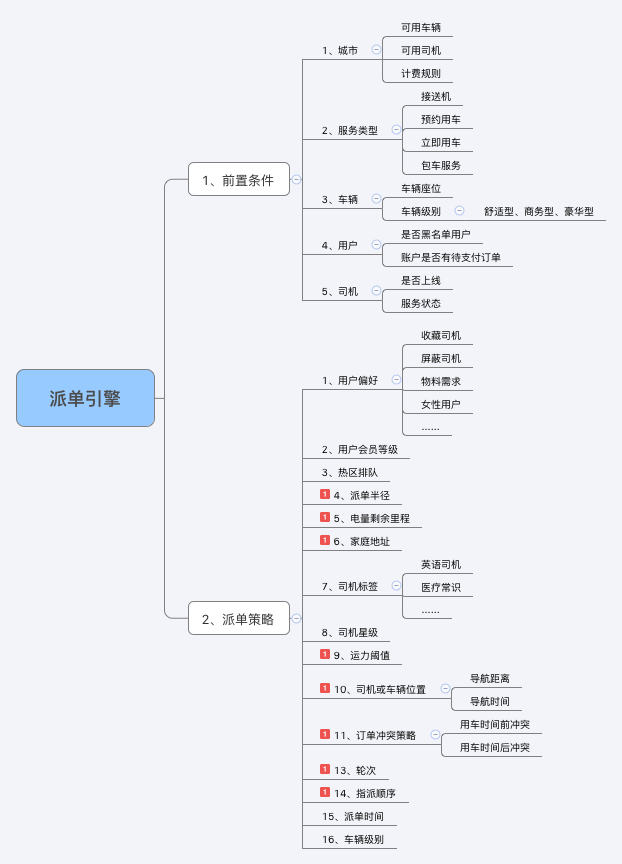 派单引擎
1、前置条件
1、城市
可用车辆
可用司机
计费规则
2、服务类型
接送机
预约用车
立即用车
包车服务
3、车辆
车辆座位
车辆级别
舒适型、商务型、豪华型
4、用户
是否黑名单用户
账户是否有待支付订单
5、司机
是否上线
服务状态
2、派单策略
1、用户偏好
收藏司机
屏蔽司机
物料需求
女性用户
……
2、用户会员等级
3、热区排队
1 4、派单半径
1 5、电量剩余里程
1 6、家庭地址
7、司机标签
英语司机
医疗常识
……
8、司机星级
1 9、运力阈值
1 10、司机或车辆位置
导航距离
导航时间
1 11、订单冲突策略
用车时间前冲突
用车时间后冲突
1 13、轮次
1 14、指派顺序
15、派单时间
16、车辆级别